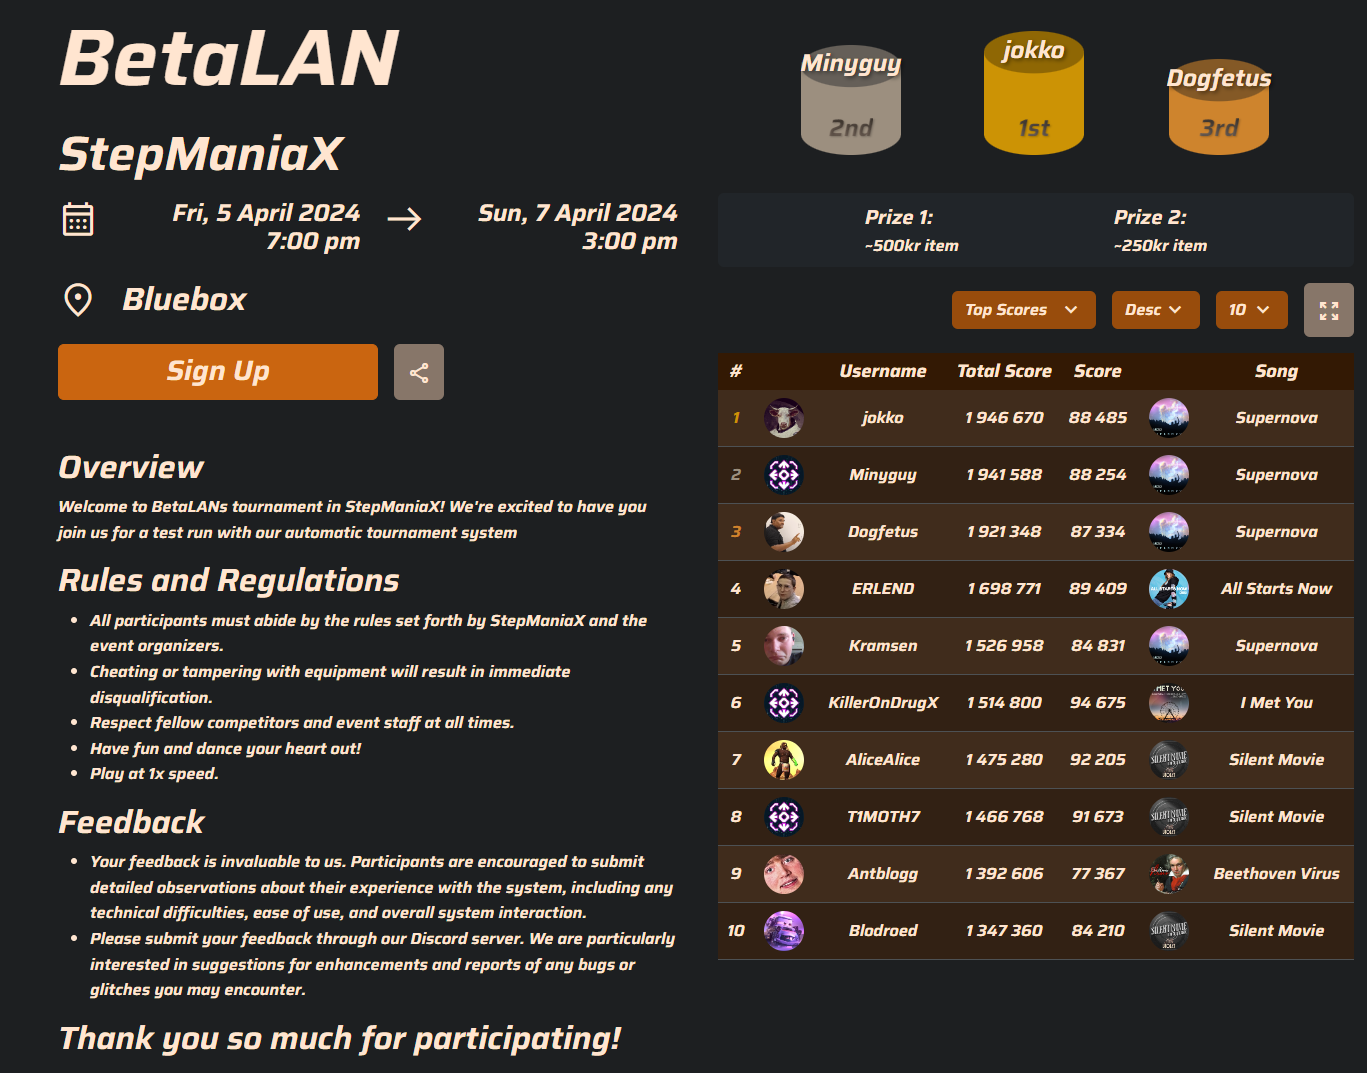 BetaLAN
StepManiaX
Fri, 5 April 2024
7:00 pm
Sun, 7 April 2024
3:00 pm
Bluebox
Sign Up
Overview
Welcome to BetaLANs tournament in StepManiaX! We're excited to have you
join us for a test run with our automatic tournament system
Rules and Regulations
All participants must abide by the rules set forth by StepManiaX and the
event organizers.
Cheating or tampering with equipment will result in immediate
disqualification.
Respect fellow competitors and event staff at all times.
Have fun and dance your heart out!
Play at 1x speed.
Feedback
Your feedback is invaluable to us. Participants are encouraged to submit
detailed observations about their experience with the system, including any
technical difficulties, ease of use, and overall system interaction.
Please submit your feedback through our Discord server. We are particularly
interested in suggestions for enhancements and reports of any bugs or
glitches you may encounter.
Thank you so much for participating!
Minyguy
2nd
jokko
1st
Dogfetus
3rd
Prize 1:
~500kr item
Prize 2:
~250kr item
Top Scores Desc 10
# Username Total Score Score Song
1 jokko 1 946 670 88 485 Supernova
2 Minyguy 1 941 588 88 254 Supernova
3 Dogfetus 1 921 348 87 334 Supernova
4 ERLEND 1 698 771 89 409 All Starts Now
5 Kramsen 1 526 958 84 831 Supernova
6 KillerOnDrugX 1 514 800 94 675 I Met You
7 AliceAlice 1 475 280 92 205 Silent Movie
8 T1MOTH7 1 466 768 91 673 Silent Movie
9 Antblogg 1 392 606 77 367 Beethoven Virus
10 Blodroed 1 347 360 84 210 Silent Movie